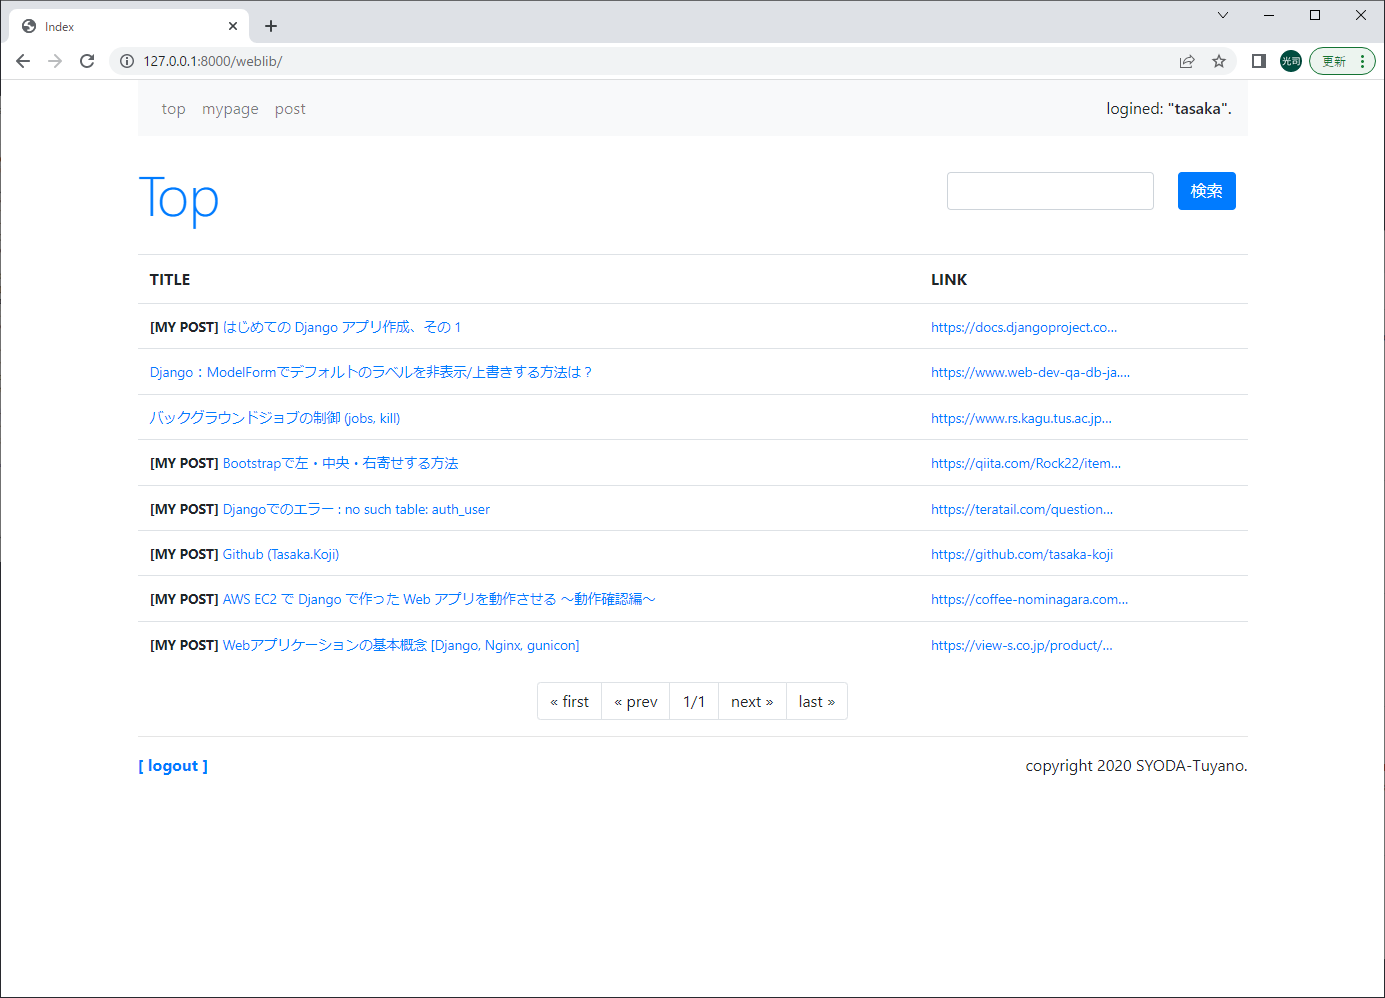 Index
127.0.0.1:8000/weblib/
光司
更新
top mypage post logined: "tasaka".
Top 検索
TITLE LINK
[MY POST] はじめての Django アプリ作成、その 1 https://docs.djangoproject.co...
Django：ModelFormでデフォルトのラベルを非表示/上書きする方法は？ https://www.web-dev-qa-db-ja....
バックグラウンドジョブの制御 (jobs, kill) https://www.rs.kagu.tus.ac.jp...
[MY POST] Bootstrapで左・中央・右寄せする方法 https://qiita.com/Rock22/item...
[MY POST] Djangoでのエラー : no such table: auth_user https://teratail.com/question...
[MY POST] Github (Tasaka.Koji) https://github.com/tasaka-koji
[MY POST] AWS EC2 で Django で作った Web アプリを動作させる ～動作確認編～ https://coffee-nominagara.com...
[MY POST] Webアプリケーションの基本概念 [Django, Nginx, gunicon] https://view-s.co.jp/product/...
« first « prev 1/1 next » last »
[ logout ] copyright 2020 SYODA-Tuyano.